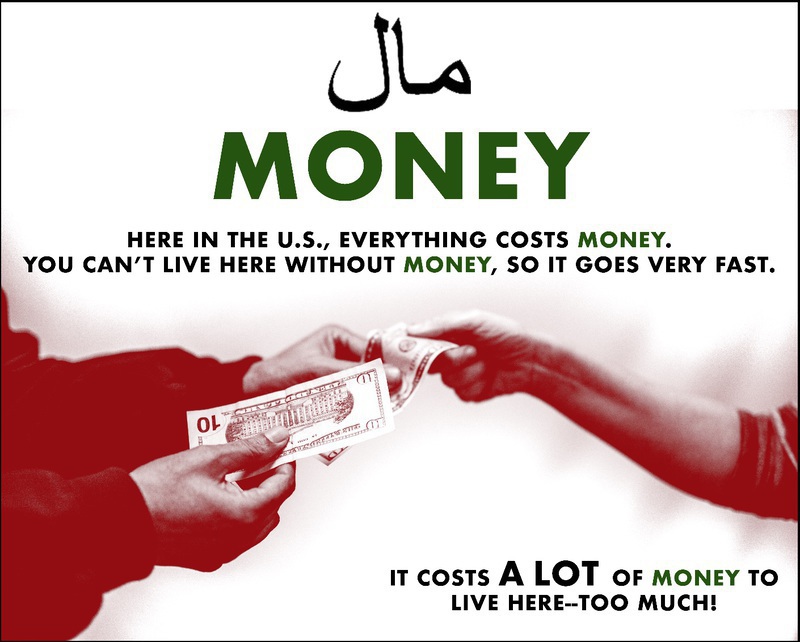 مال
MONEY
HERE IN THE U.S., EVERYTHING COSTS MONEY.
YOU CAN'T LIVE HERE WITHOUT MONEY, SO IT GOES VERY FAST.
10
IT COSTS A LOT OF MONEY TO
LIVE HERE--TOO MUCH!